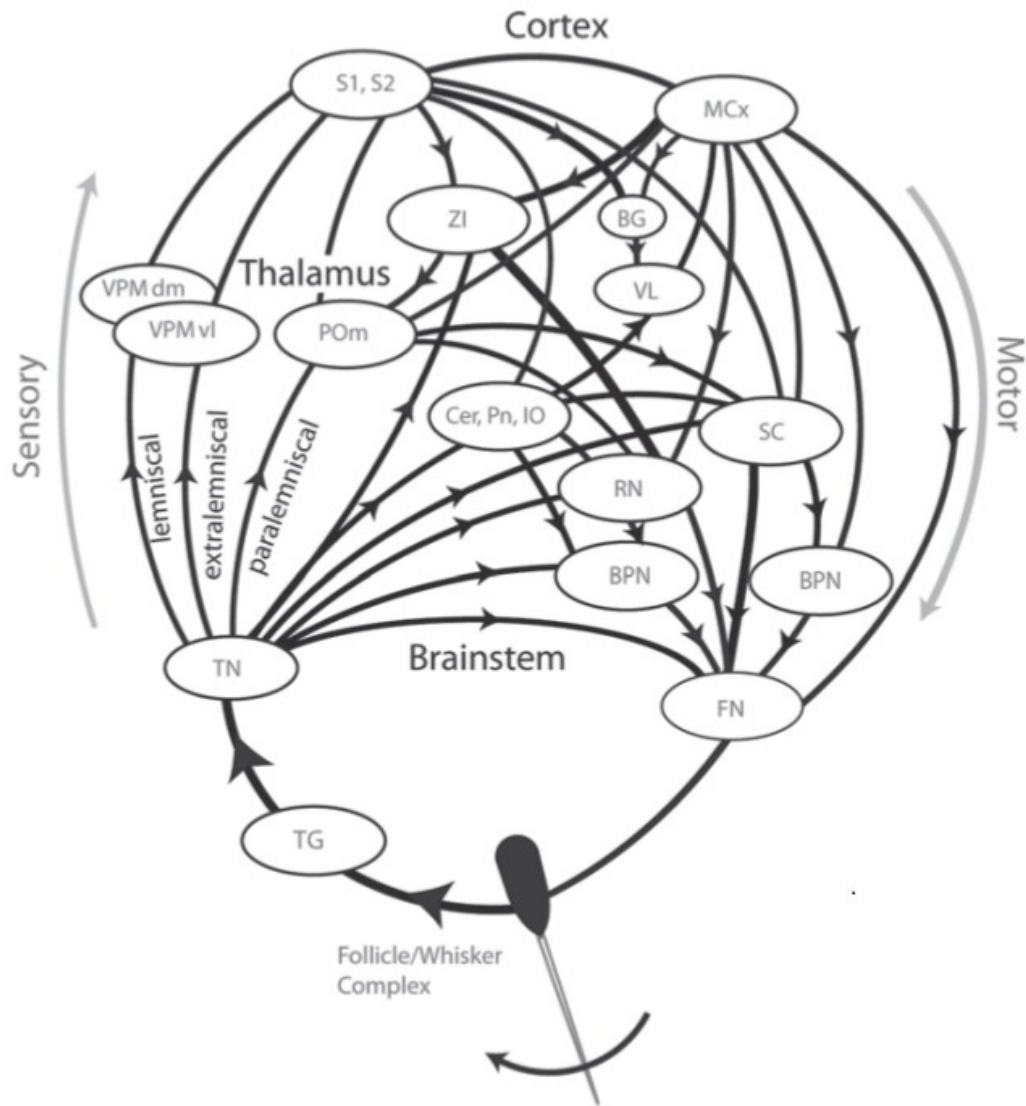 Cortex
S1, S2
MCx
ZI
BG
Thalamus
VPM dm
VL
VPM vl
POm
Sensory
Motor
Cer, Pn, IO
SC
lemniscal
extralemniscal
paralemniscal
RN
BPN
BPN
Brainstem
TN
FN
TG
Follicle/Whisker
Complex